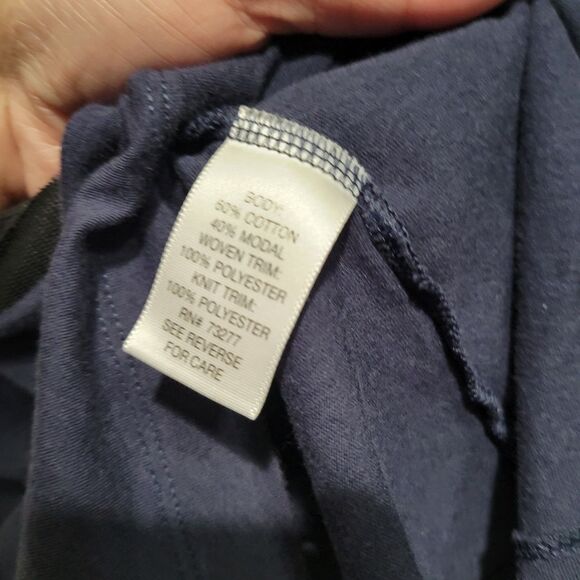 BODY:
60% COTTON
40% MODAL
WOVEN TRIM:
100% POLYESTER
KNIT TRIM:
100% POLYESTER
RN# 73277
SEE REVERSE
FOR CARE